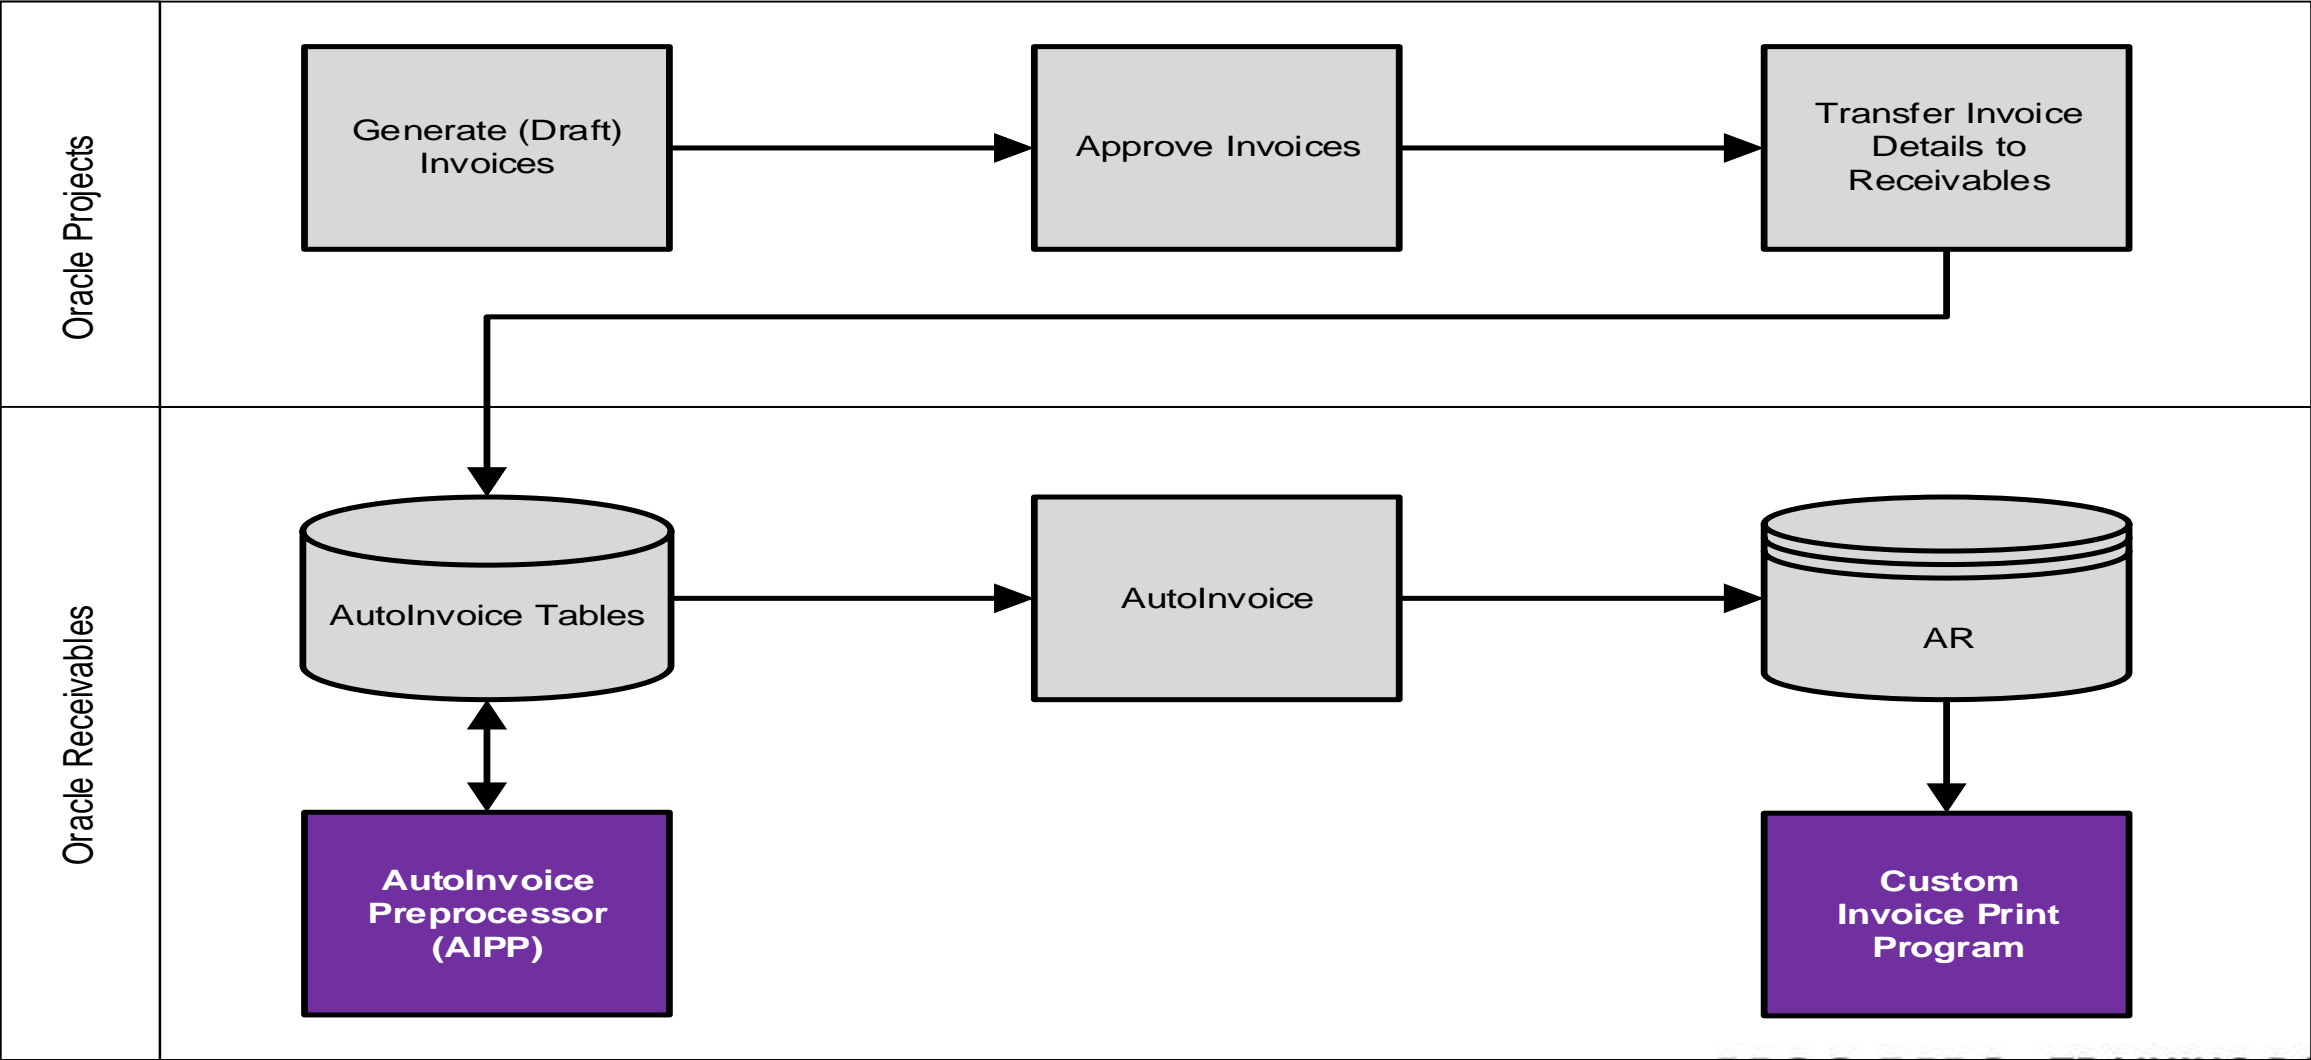 Oracle Projects
Generate (Draft)
Invoices
Approve Invoices
Transfer Invoice
Details to
Receivables
Oracle Receivables
AutoInvoice Tables
AutoInvoice
AR
AutoInvoice
Preprocessor
(AIPP)
Custom
Invoice Print
Program